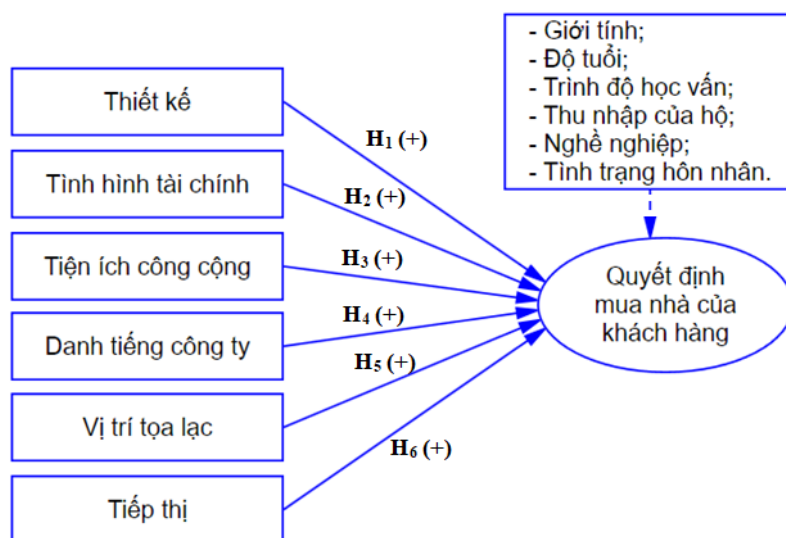 - Giới tính;
- Độ tuổi;
- Trình độ học vấn;
- Thu nhập của hộ;
- Nghề nghiệp;
- Tình trạng hôn nhân.
Thiết kế
H1 (+)
Tình hình tài chính
H2 (+)
Tiện ích công cộng
H3 (+)
Danh tiếng công ty
H4 (+)
Vị trí tọa lạc
H5 (+)
Tiếp thị
H6 (+)
Quyết định
mua nhà của
khách hàng